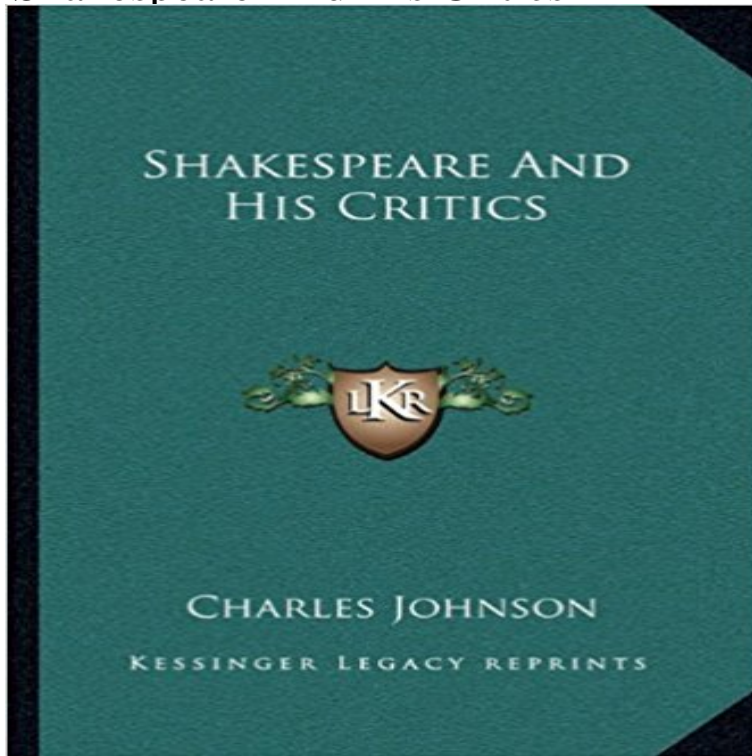 SHAKESPEARE AND
HIS CRITICS
LKR
CHARLES JOHNSON
KESSINGER LEGACY REPRINTS